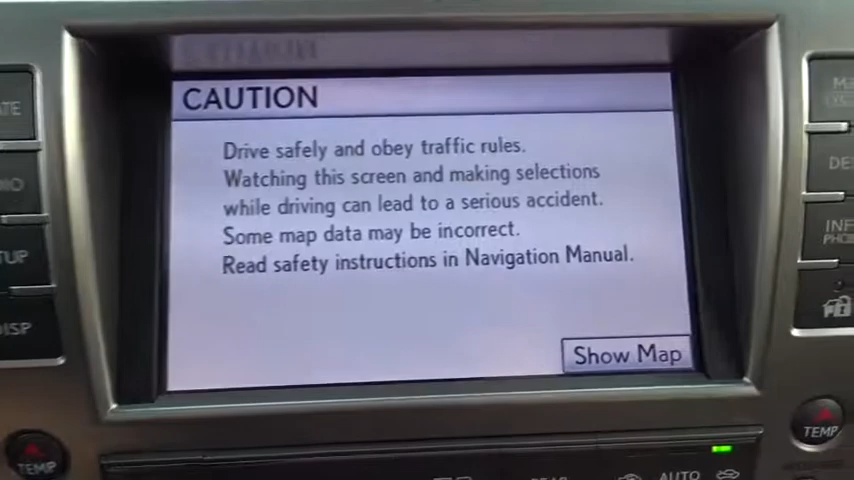 CAUTION
Drive safely and obey traffic rules.
Watching this screen and making selections
while driving can lead to a serious accident.
Some map data may be incorrect.
Read safety instructions in Navigation Manual.
Show Map
DISP
TEMP
TEMP
AUTO